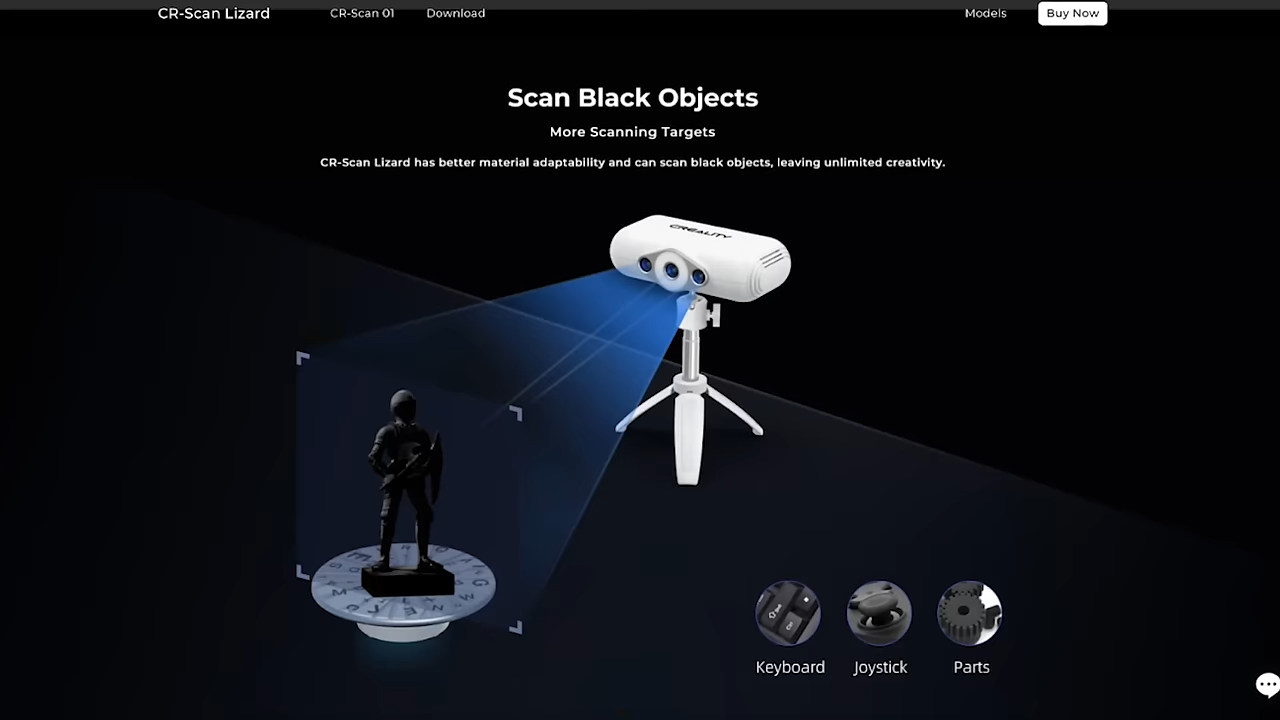 CR-Scan Lizard
CR-Scan 01
Download
Models
Buy Now
Scan Black Objects
More Scanning Targets
CR-Scan Lizard has better material adaptability and can scan black objects, leaving unlimited creativity.
CREALITY
Keyboard
Joystick
Parts